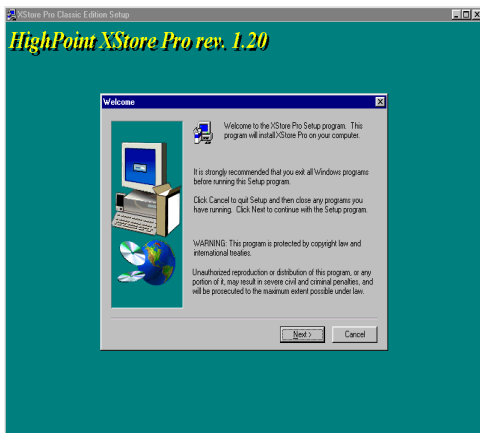 XStore Pro Classic Edition Setup
HighPoint XStore Pro rev. 1.20
Welcome
Welcome to the XStore Pro Setup program. This
program will install XStore Pro on your computer.
It is strongly recommended that you exit all Windows programs
before running this Setup program.
Click Cancel to quit Setup and then close any programs you
have running. Click Next to continue with the Setup program.
WARNING: This program is protected by copyright law and
international treaties.
Unauthorized reproduction or distribution of this program, or any
portion of it, may result in severe civil and criminal penalties, and
will be prosecuted to the maximum extent possible under law.
Next >
Cancel